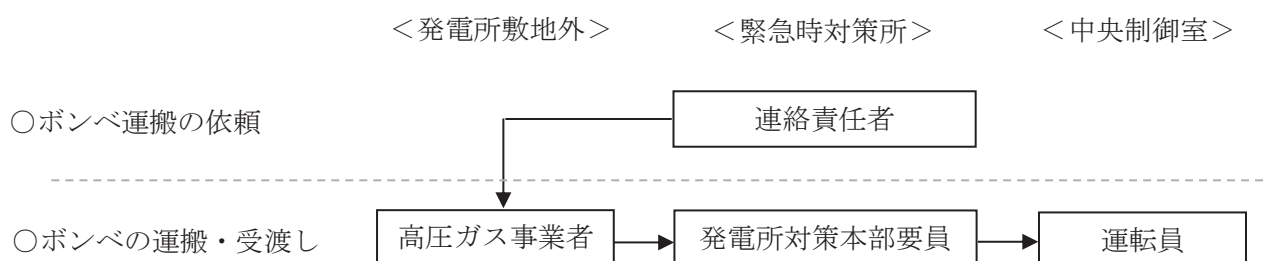 ＜発電所敷地外＞ ＜緊急時対策所＞ ＜中央制御室＞
○ボンベ運搬の依頼 連絡責任者
○ボンベの運搬・受渡し 高圧ガス事業者 発電所対策本部要員 運転員